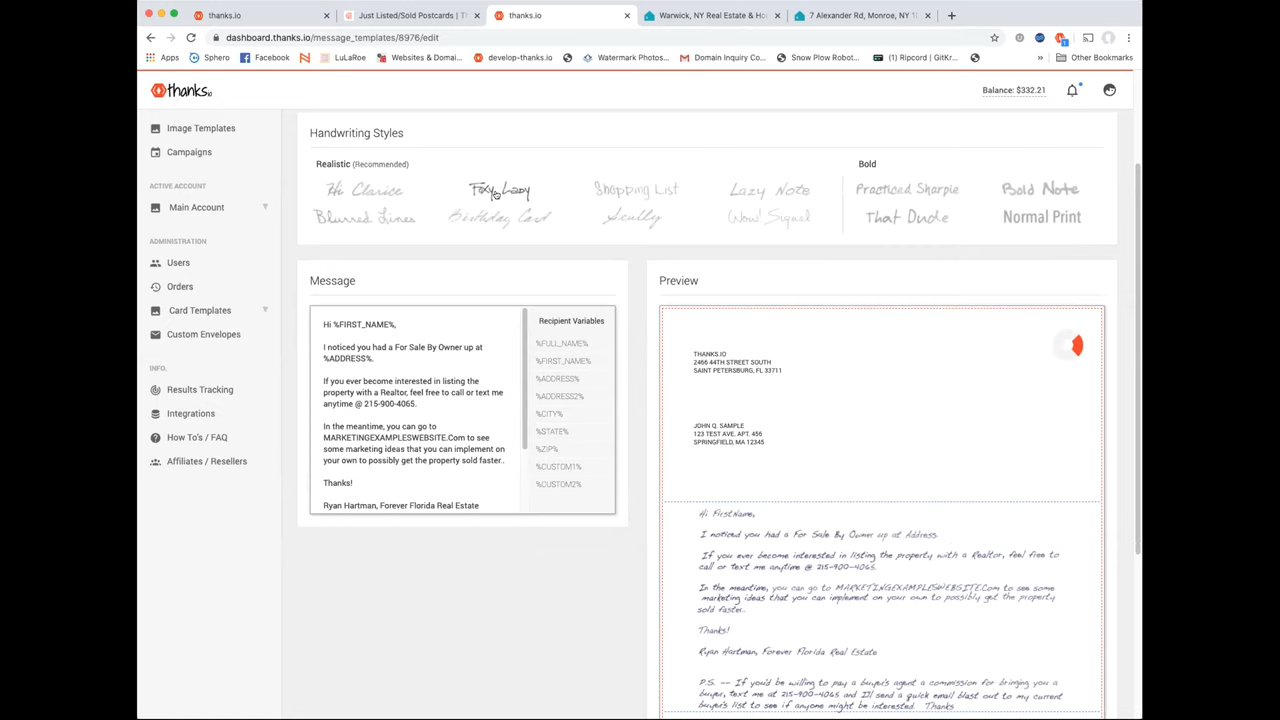 thanks.io
Just Listed/Sold Postcards | T
thanks.io
Warwick, NY Real Estate & Ho
7 Alexander Rd, Monroe, NY 1
dashboard.thanks.io/message_templates/8976/edit
Apps
Sphero
Facebook
LuLaRoe
Websites & Domai...
develop-thanks.io
Watermark Photos...
Domain Inquiry Co...
Snow Plow Robot...
(1) Ripcord | GitKr...
»
Other Bookmarks
thanks.io
Balance: $332.21
Image Templates
Campaigns
ACTIVE ACCOUNT
Main Account
ADMINISTRATION
Users
Orders
Card Templates
Custom Envelopes
INFO.
Results Tracking
Integrations
How To's / FAQ
Affiliates / Resellers
Handwriting Styles
Realistic (Recommended)
Bold
Hi Clarice
Foxy Lady
Shopping List
Lazy Note
Practiced Sharpie
Bold Note
Blurred Lines
Birthday Card
Scully
Wow! Signal
That Dude
Normal Print
Message
Hi %FIRST_NAME%,
I noticed you had a For Sale By Owner up at
%ADDRESS%.
If you ever become interested in listing the
property with a Realtor, feel free to call or text me
anytime @ 215-900-4065.
In the meantime, you can go to
MARKETINGEXAMPLESWEBSITE.Com to see
some marketing ideas that you can implement on
your own to possibly get the property sold faster..
Thanks!
Ryan Hartman, Forever Florida Real Estate
Recipient Variables
%FULL_NAME%
%FIRST_NAME%
%ADDRESS%
%ADDRESS2%
%CITY%
%STATE%
%ZIP%
%CUSTOM1%
%CUSTOM2%
Preview
THANKS.IO
2466 44TH STREET SOUTH
SAINT PETERSBURG, FL 33711
JOHN Q. SAMPLE
123 TEST AVE. APT. 456
SPRINGFIELD, MA 12345
Hi FirstName,
I noticed you had a For Sale By Owner up at Address.
If you ever become interested in listing the property with a Realtor, feel free to
call or text me anytime @ 215-900-4065.
In the meantime, you can go to MARKETINGEXAMPLESWEBSITE.Com to see some
marketing ideas that you can implement on your own to possibly get the property
sold faster..
Thanks!
Ryan Hartman, Forever Florida Real Estate
P.S. -- If you'd be willing to pay a buyer's agent a commission for bringing you a
buyer, text me at 215-900-4065 and I'll send a quick email blast out to my current
buyer's list to see if anyone might be interested. Thanks